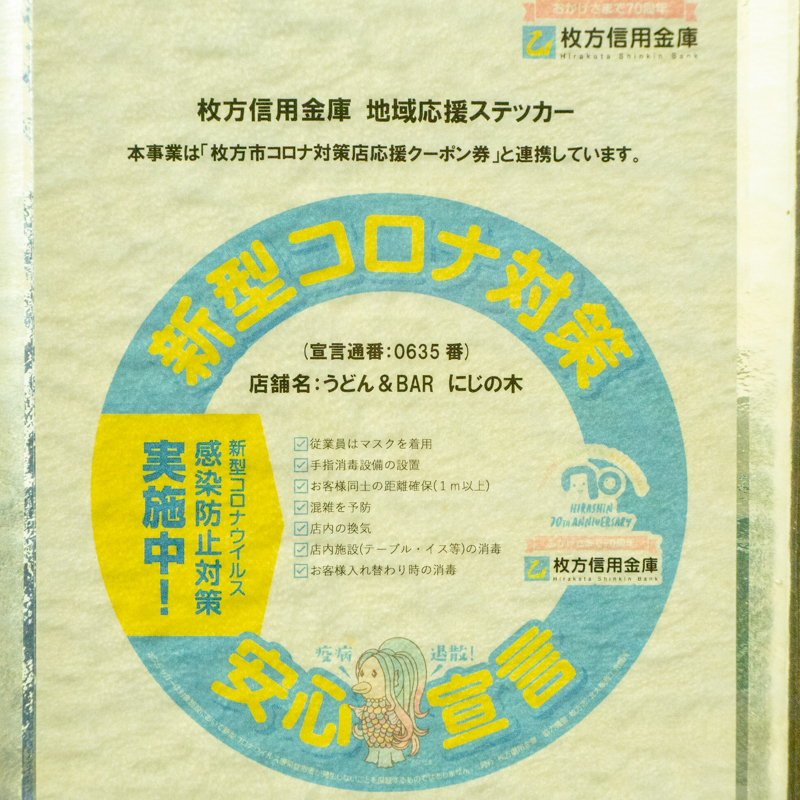 おかげさまで70周年
枚方信用金庫
Hirakata Shinkin Bank
枚方信用金庫 地域応援ステッカー
本事業は「枚方市コロナ対策店応援クーポン券」と連携しています。
新型コロナ対策
(宣言通番：0635 番)
店舗名：うどん＆BAR にじの木
新型コロナウイルス
感染防止対策
実施中！
従業員はマスクを着用
手指消毒設備の設置
お客様同士の距離確保(1ｍ以上)
混雑を予防
店内の換気
店内施設(テーブル・イス等)の消毒
お客様入れ替わり時の消毒
70
HIRASHIN
70TH ANNIVERSARY
枚方信用金庫
Hirakata Shinkin Bank
疫病 退散!
安心宣言